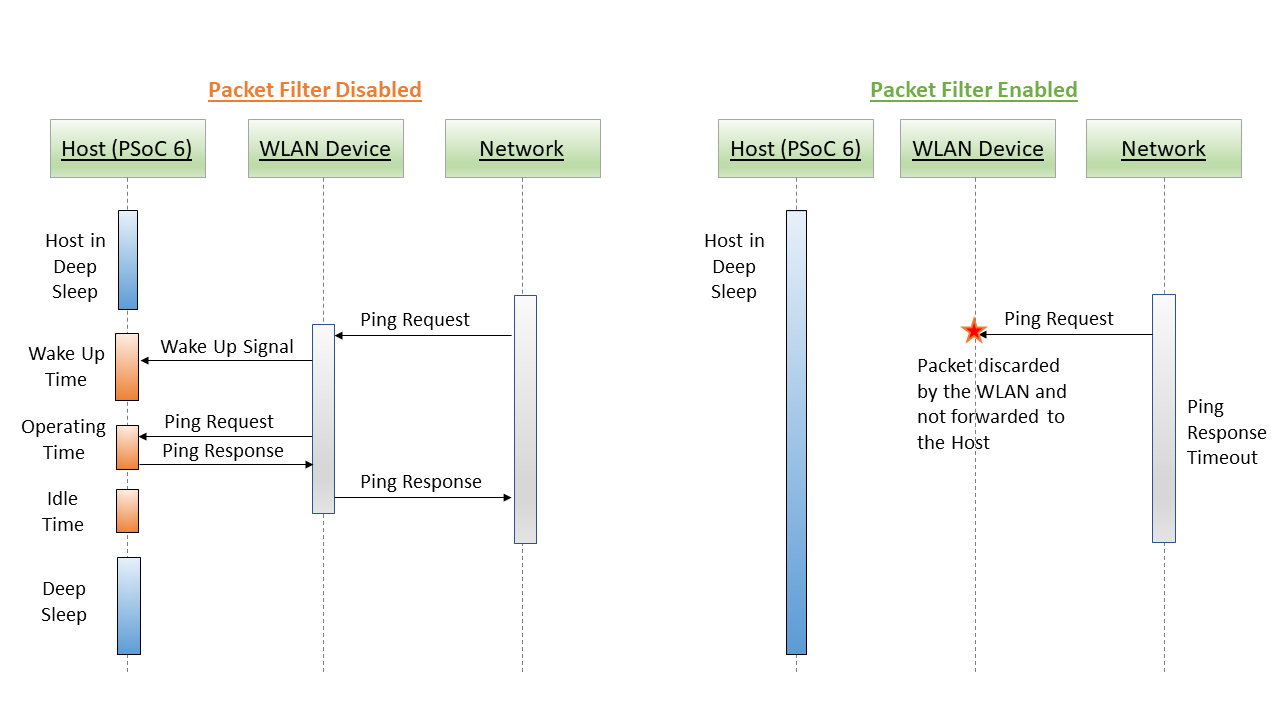 Packet Filter Disabled
Host (PSoC 6)
WLAN Device
Network
Host in
Deep
Sleep
Ping Request
Wake Up Signal
Wake Up
Time
Ping Request
Operating
Time
Ping Response
Ping Response
Idle
Time
Deep
Sleep
Packet Filter Enabled
Host (PSoC 6)
WLAN Device
Network
Host in
Deep
Sleep
Ping Request
Packet discarded
by the WLAN and
not forwarded to
the Host
Ping
Response
Timeout